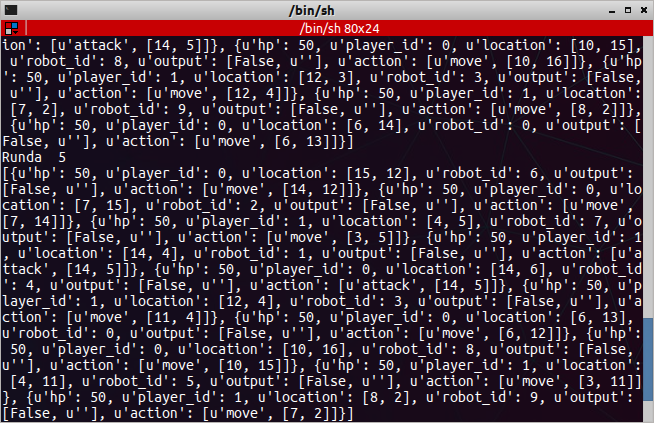 /bin/sh
/bin/sh 80x24
ion': [u'attack', [14, 5]]}, {u'hp': 50, u'player_id': 0, u'location': [10, 15],
 u'robot_id': 8, u'output': [False, u''], u'action': [u'move', [10, 16]]}, {u'hp
': 50, u'player_id': 1, u'location': [12, 3], u'robot_id': 3, u'output': [False,
 u''], u'action': [u'move', [12, 4]]}, {u'hp': 50, u'player_id': 1, u'location':
 [7, 2], u'robot_id': 9, u'output': [False, u''], u'action': [u'move', [8, 2]]},
 {u'hp': 50, u'player_id': 0, u'location': [6, 14], u'robot_id': 0, u'output': [
False, u''], u'action': [u'move', [6, 13]]}]
Runda  5
[{u'hp': 50, u'player_id': 0, u'location': [15, 12], u'robot_id': 6, u'output':
[False, u''], u'action': [u'move', [14, 12]]}, {u'hp': 50, u'player_id': 0, u'lo
cation': [7, 15], u'robot_id': 2, u'output': [False, u''], u'action': [u'move',
[7, 14]]}, {u'hp': 50, u'player_id': 1, u'location': [4, 5], u'robot_id': 7, u'o
utput': [False, u''], u'action': [u'move', [3, 5]]}, {u'hp': 50, u'player_id': 1
, u'location': [14, 4], u'robot_id': 1, u'output': [False, u''], u'action': [u'a
ttack', [14, 5]]}, {u'hp': 50, u'player_id': 0, u'location': [14, 6], u'robot_id
': 4, u'output': [False, u''], u'action': [u'attack', [14, 5]]}, {u'hp': 50, u'p
layer_id': 1, u'location': [12, 4], u'robot_id': 3, u'output': [False, u''], u'a
ction': [u'move', [11, 4]]}, {u'hp': 50, u'player_id': 0, u'location': [6, 13],
u'robot_id': 0, u'output': [False, u''], u'action': [u'move', [6, 12]]}, {u'hp':
 50, u'player_id': 0, u'location': [10, 16], u'robot_id': 8, u'output': [False,
u''], u'action': [u'move', [10, 15]]}, {u'hp': 50, u'player_id': 1, u'location':
 [4, 11], u'robot_id': 5, u'output': [False, u''], u'action': [u'move', [3, 11]]
}, {u'hp': 50, u'player_id': 1, u'location': [8, 2], u'robot_id': 9, u'output':
[False, u''], u'action': [u'move', [7, 2]]}]